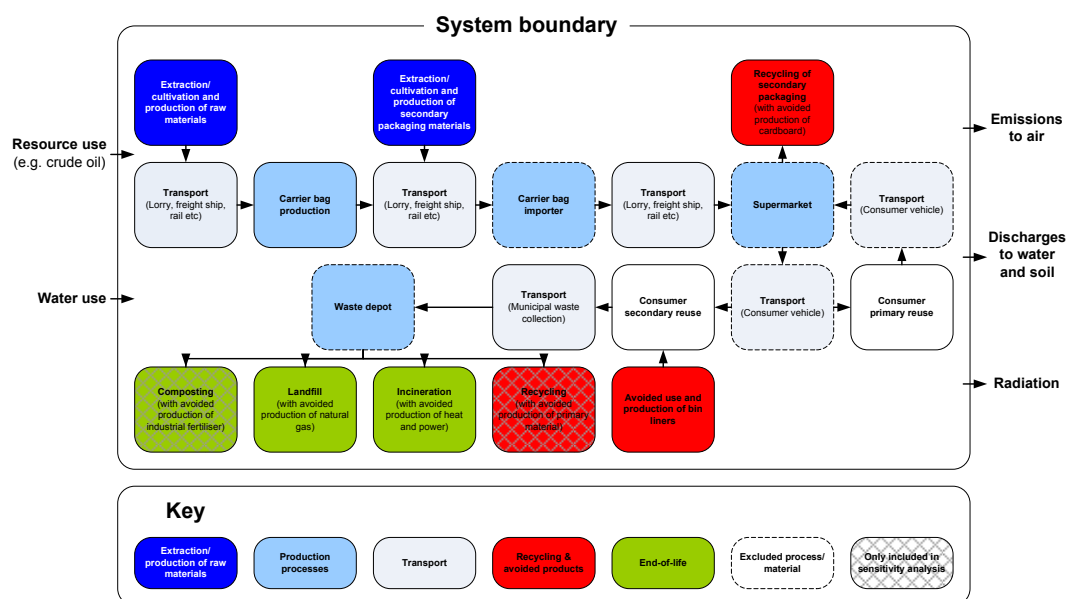 System boundary
Extraction/
cultivation and
production of raw
materials
Extraction/
cultivation and
production of
secondary
packaging materials
Recycling of
secondary
packaging
(with avoided
production of
cardboard)
Resource use
(e.g. crude oil)
Emissions
to air
Transport
(Lorry, freight ship,
rail etc)
Carrier bag
production
Transport
(Lorry, freight ship,
rail etc)
Carrier bag
importer
Transport
(Lorry, freight ship,
rail etc)
Supermarket
Transport
(Consumer vehicle)
Discharges
to water
and soil
Water use
Waste depot
Transport
(Municipal waste
collection)
Consumer
secondary reuse
Transport
(Consumer vehicle)
Consumer
primary reuse
Composting
(with avoided
production of
industrial fertiliser)
Landfill
(with avoided
production of natural
gas)
Incineration
(with avoided
production of heat
and power)
Recycling
(with avoided
production of primary
material)
Avoided use and
production of bin
liners
Radiation
Key
Extraction/
production of raw
materials
Production
processes
Transport
Recycling &
avoided products
End-of-life
Excluded process/
material
Only included in
sensitivity analysis